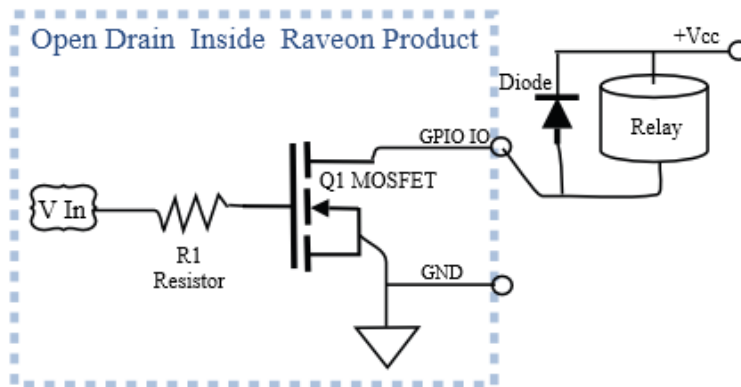 Open Drain Inside Raveon Product
+Vcc
Diode
Relay
GPIO IO
Q1 MOSFET
V In
R1
Resistor
GND